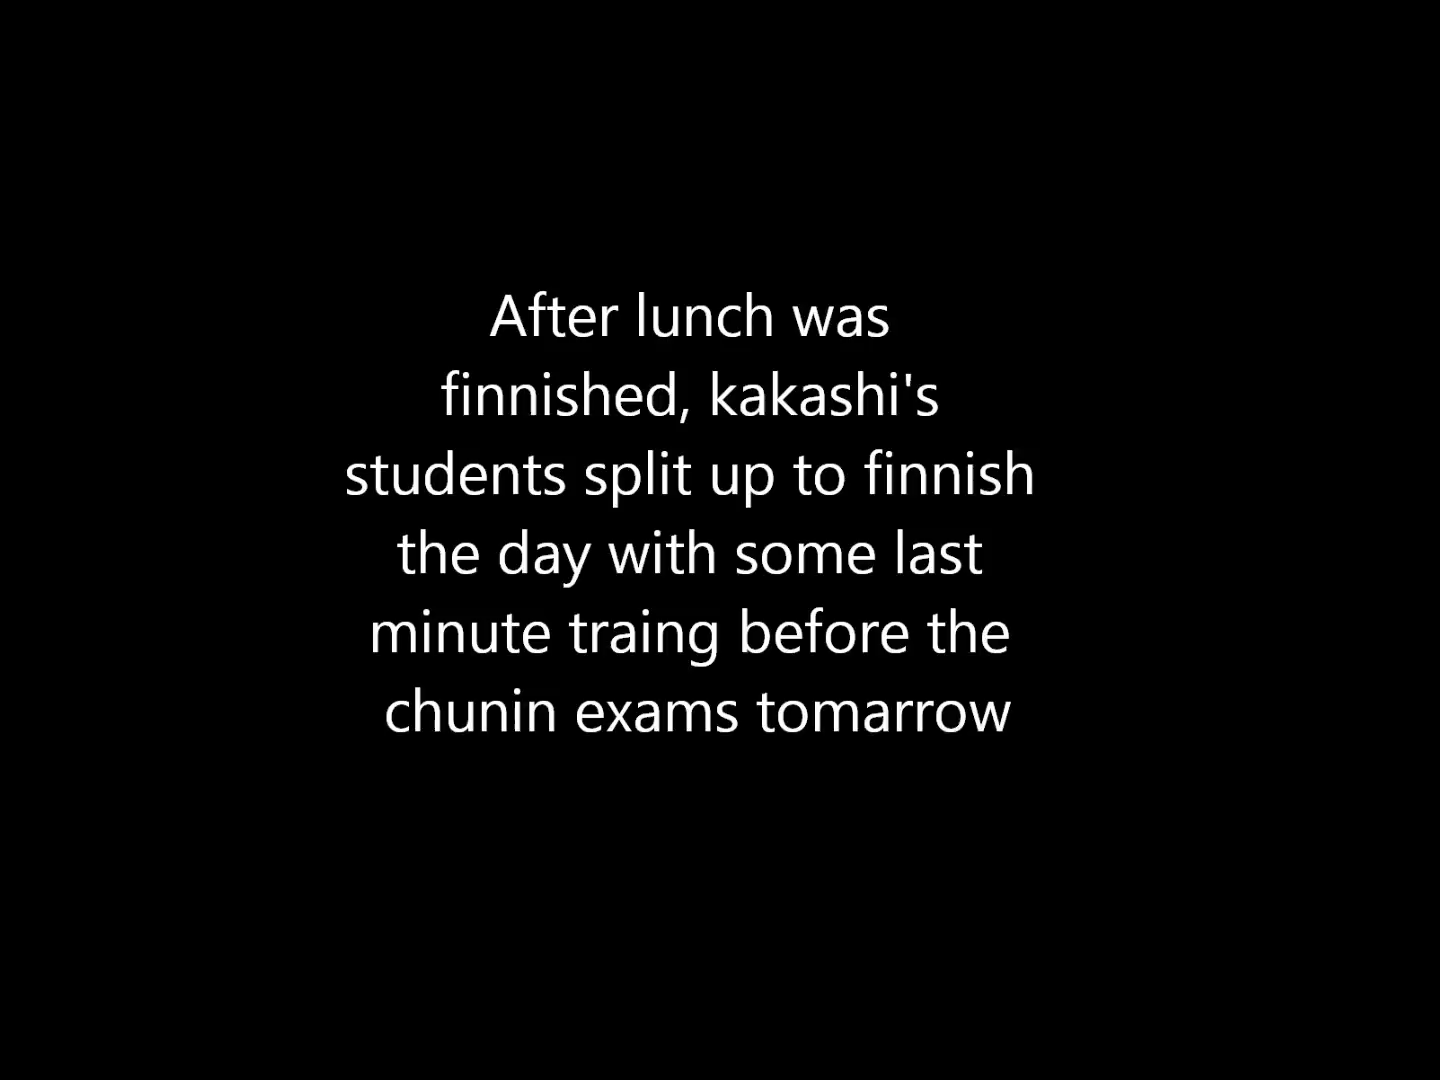 After lunch was
finnished, kakashi's
students split up to finnish
the day with some last
minute traing before the
chunin exams tomarrow